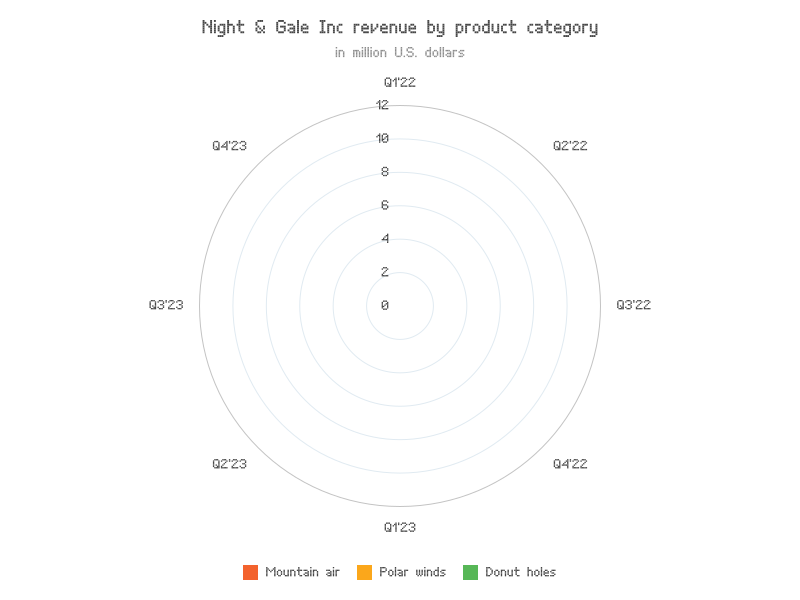 Night & Gale Inc revenue by product category
in million U.S. dollars
Q1'22
12
10
Q4'23
Q2'22
8
6
4
2
Q3'23
0
Q3'22
Q2'23
Q4'22
Q1'23
Mountain air
Polar winds
Donut holes